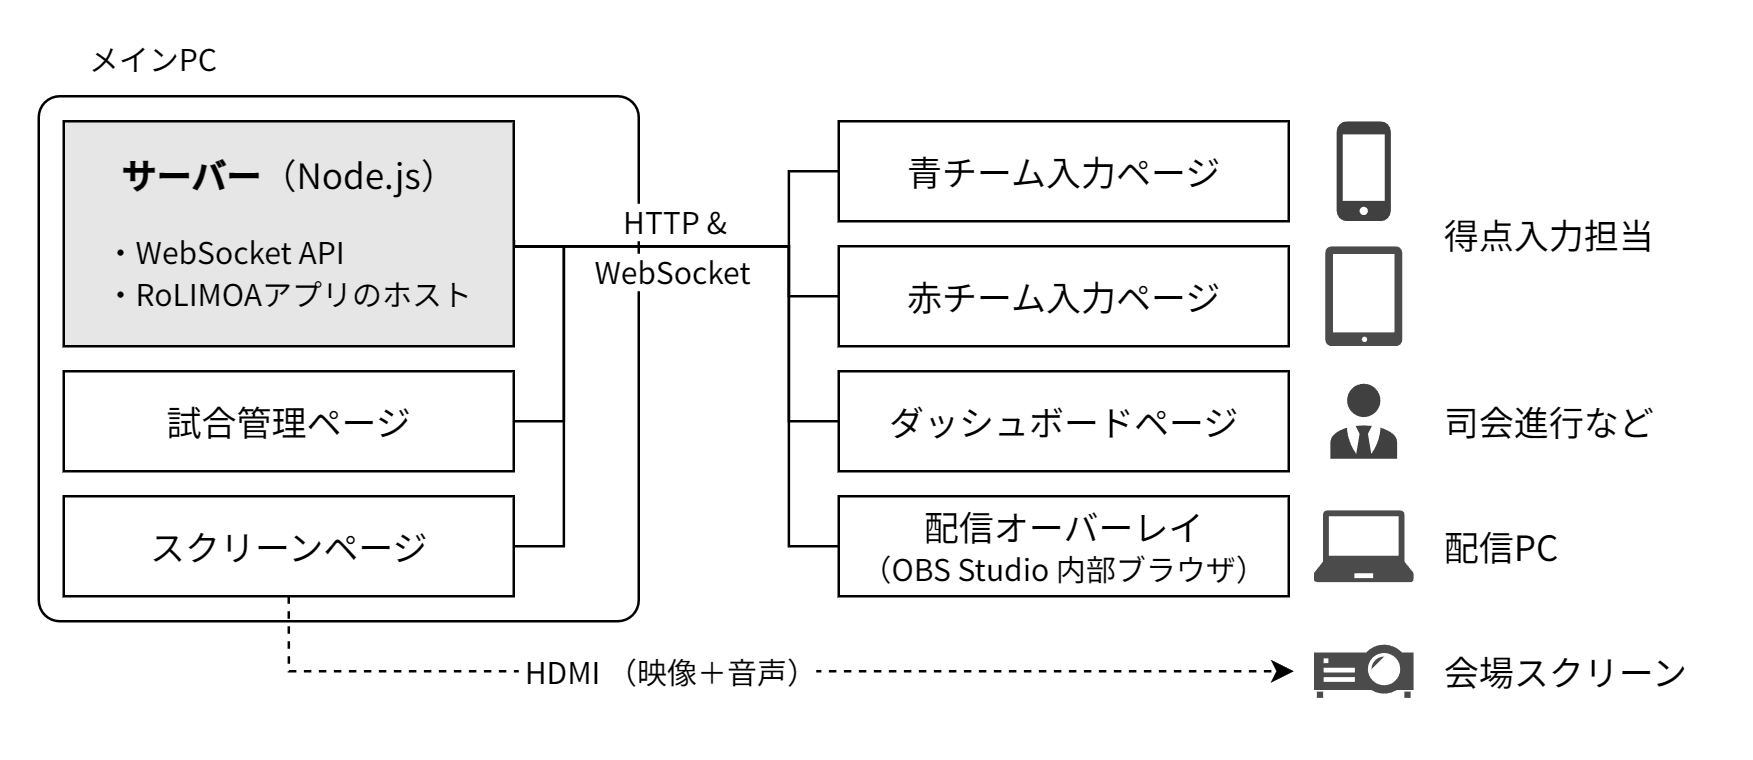 メインPC
サーバー（Node.js）
・WebSocket API
・RoLIMOAアプリのホスト
試合管理ページ
スクリーンページ
HTTP &
WebSocket
青チーム入力ページ
赤チーム入力ページ
得点入力担当
ダッシュボードページ
司会進行など
配信オーバーレイ
（OBS Studio 内部ブラウザ）
配信PC
HDMI （映像＋音声）
会場スクリーン